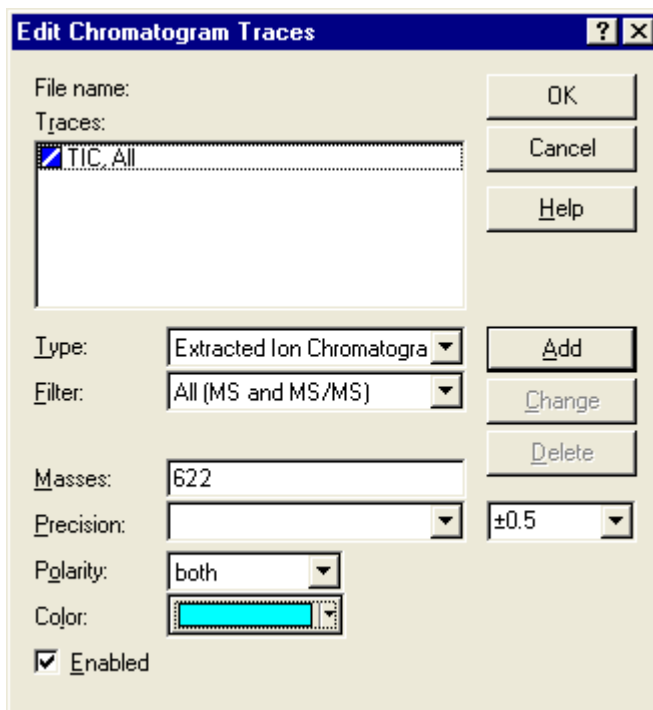 Edit Chromatogram Traces
File name:
OK
Traces:
TIC, All
Cancel
Help
Type:
Extracted Ion Chromatogra
Add
Filter:
All (MS and MS/MS)
Change
Delete
Masses:
622
Precision:
±0.5
Polarity:
both
Color:
Enabled